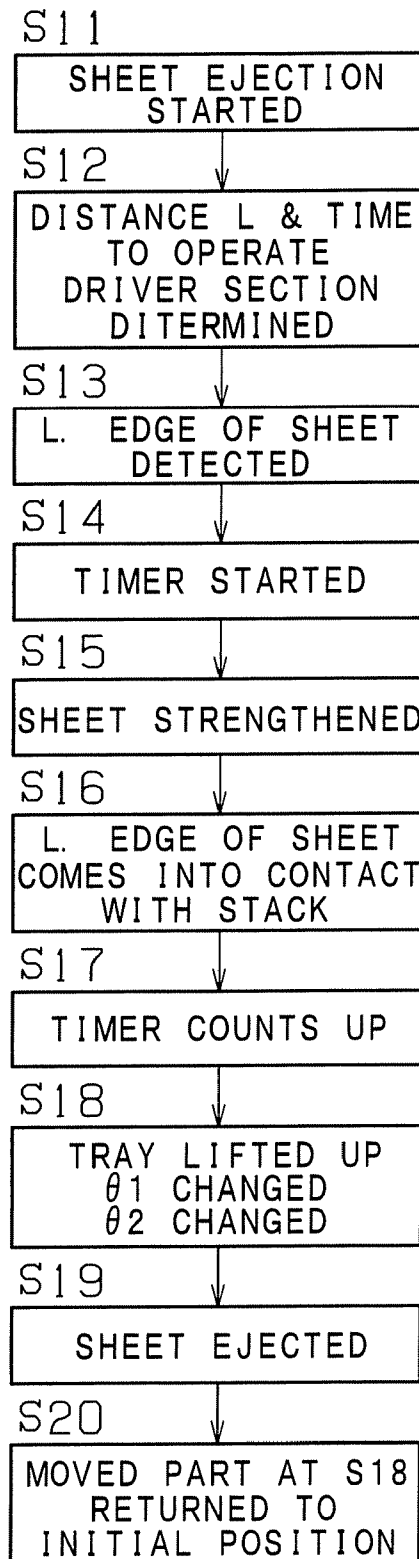 S11
SHEET EJECTION
STARTED
S12
DISTANCE L & TIME
TO OPERATE
DRIVER SECTION
DITERMINED
S13
L. EDGE OF SHEET
DETECTED
S14
TIMER STARTED
S15
SHEET STRENGTHENED
S16
L. EDGE OF SHEET
COMES INTO CONTACT
WITH STACK
S17
TIMER COUNTS UP
S18
TRAY LIFTED UP
θ1 CHANGED
θ2 CHANGED
S19
SHEET EJECTED
S20
MOVED PART AT S18
RETURNED TO
INITIAL POSITION